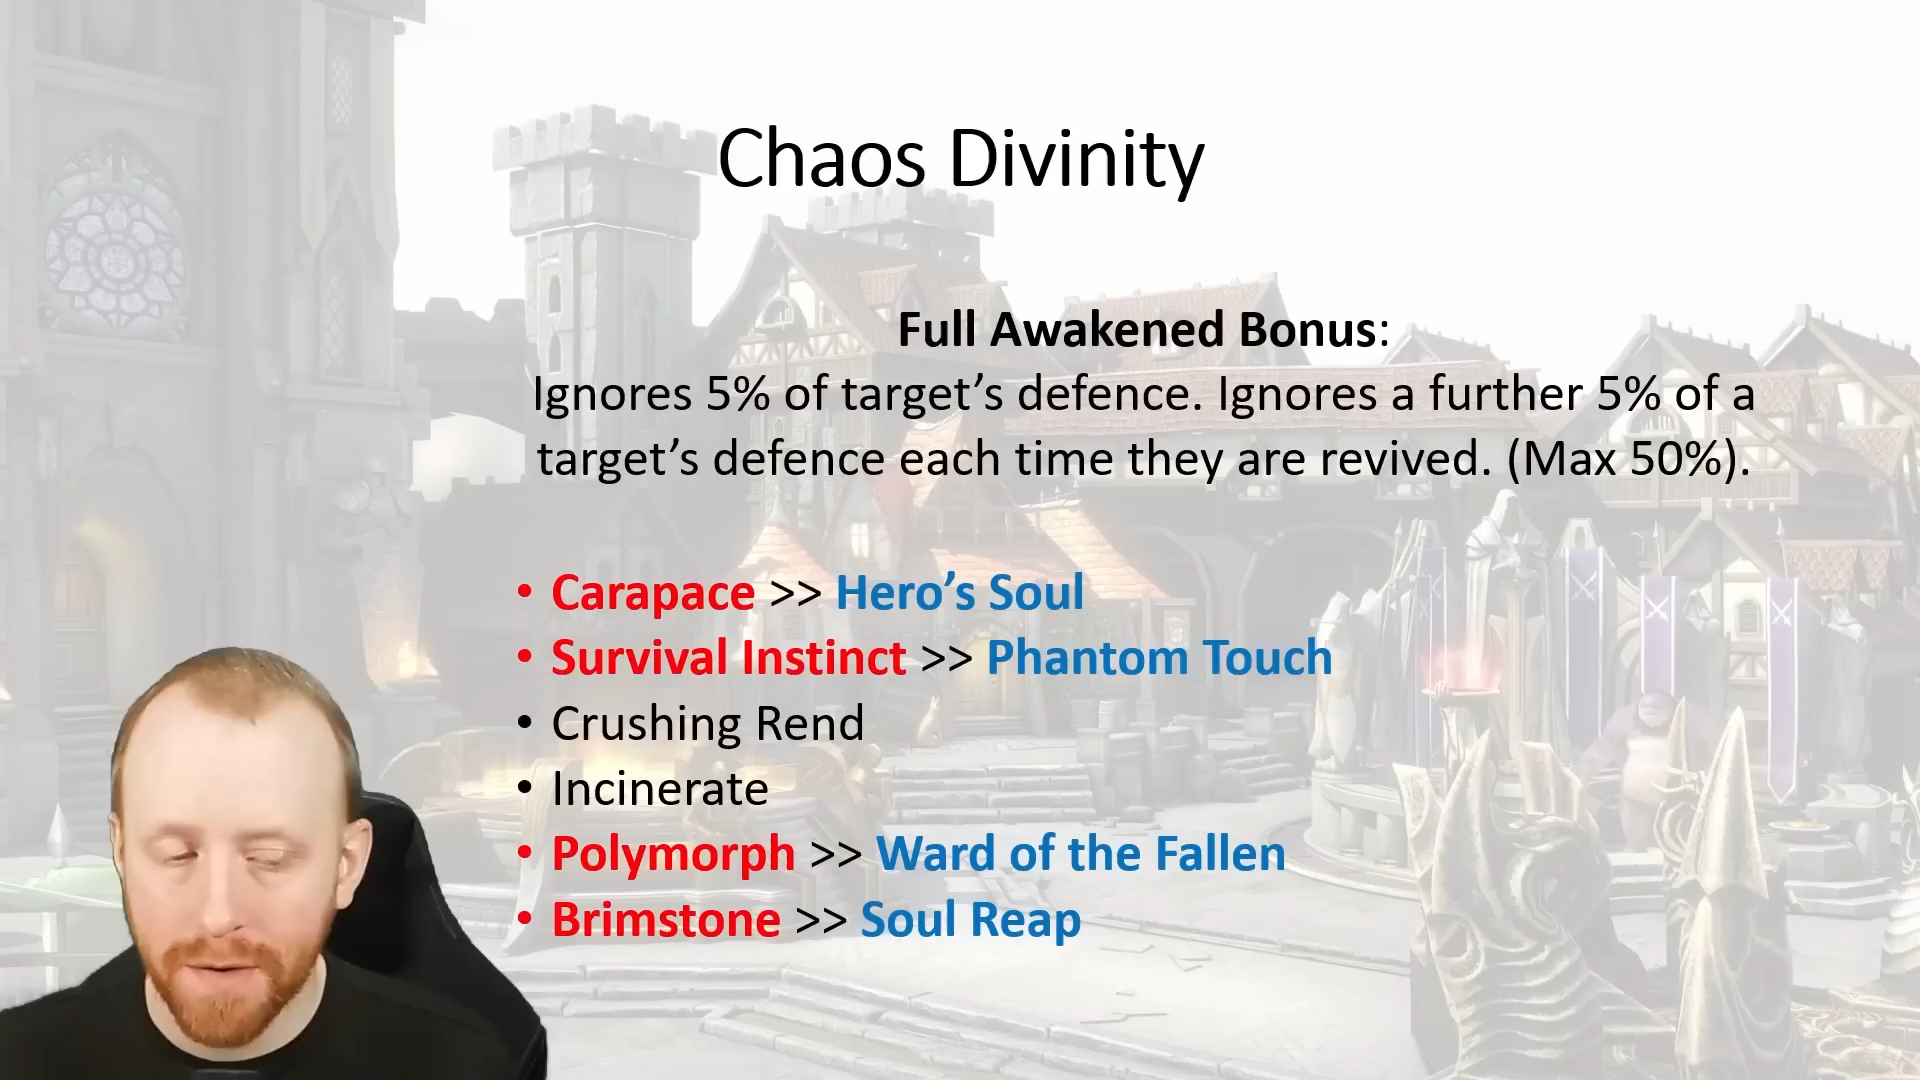 Chaos Divinity
Full Awakened Bonus:
Ignores 5% of target’s defence. Ignores a further 5% of a
target’s defence each time they are revived. (Max 50%).
• Carapace >> Hero’s Soul
• Survival Instinct >> Phantom Touch
• Crushing Rend
• Incinerate
• Polymorph >> Ward of the Fallen
• Brimstone >> Soul Reap